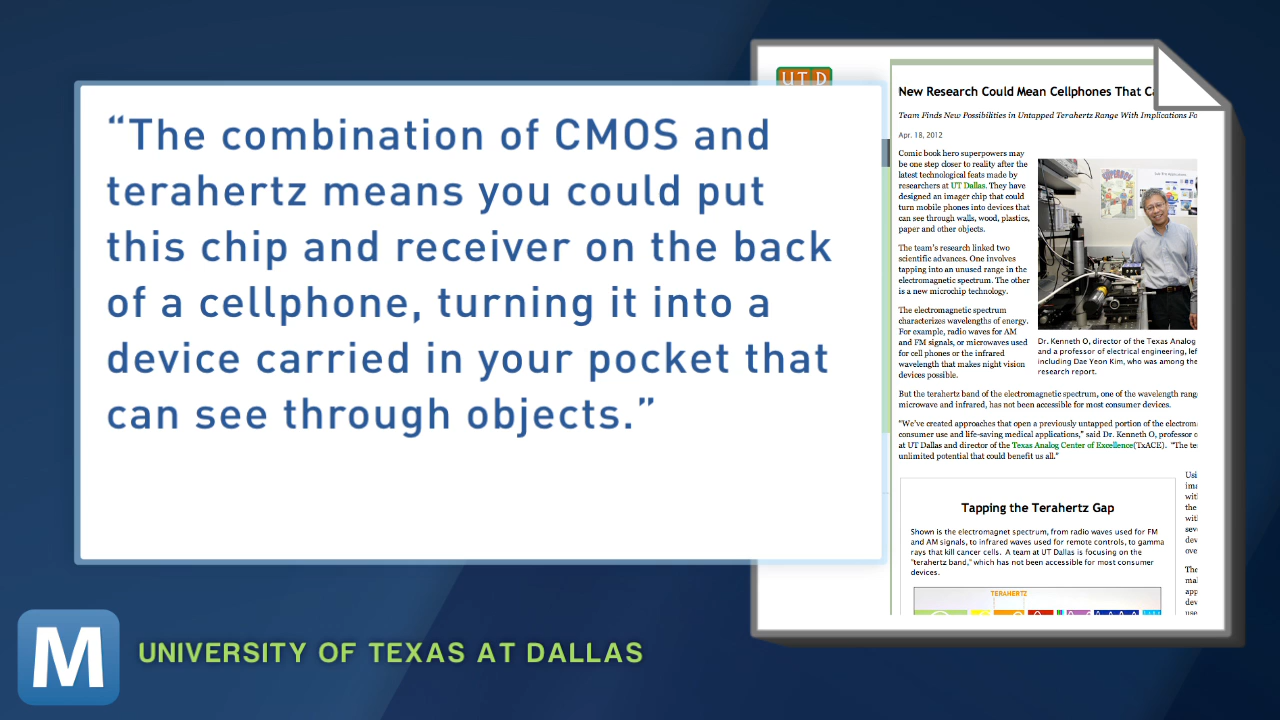 “The combination of CMOS and
terahertz means you could put
this chip and receiver on the back
of a cellphone, turning it into a
device carried in your pocket that
can see through objects.”
UTD
New Research Could Mean Cellphones That
Team Finds New Possibilities in Untapped Terahertz Range With Implications
Apr. 18, 2012
Comic book hero superpowers may
be one step closer to reality after the
latest technological feats made by
researchers at UT Dallas. They have
designed an imager chip that could
turn mobile phones into devices that
can see through walls, wood, plastics,
paper and other objects.
The team’s research linked two
scientific advances. One involves
tapping into an unused range in the
electromagnetic spectrum. The other
is a new microchip technology.
The electromagnetic spectrum
characterizes wavelengths of energy.
For example, radio waves for AM
and FM signals, or microwaves used
for cell phones or the infrared
wavelength that makes night vision
devices possible.
Dr. Kenneth O, director of the Texas Analog
and a professor of electrical engineering, lef
including Dae Yeon Kim, who was among the
research report.
But the terahertz band of the electromagnetic spectrum, one of the wavelength rang
microwave and infrared, has not been accessible for most consumer devices.
"We’ve created approaches that open a previously untapped portion of the electrom
consumer use and life-saving medical applications," said Dr. Kenneth O, professor
at UT Dallas and director of the Texas Analog Center of Excellence(TxACE). "The te
unlimited potential that could benefit us all."
Tapping the Terahertz Gap
Shown is the electromagnet spectrum, from radio waves used for FM
and AM signals, to infrared waves used for remote controls, to gamma
rays that kill cancer cells. A team at UT Dallas is focusing on the
"terahertz band," which has not been accessible for most consumer
devices.
TERAHERTZ
M
UNIVERSITY OF TEXAS AT DALLAS